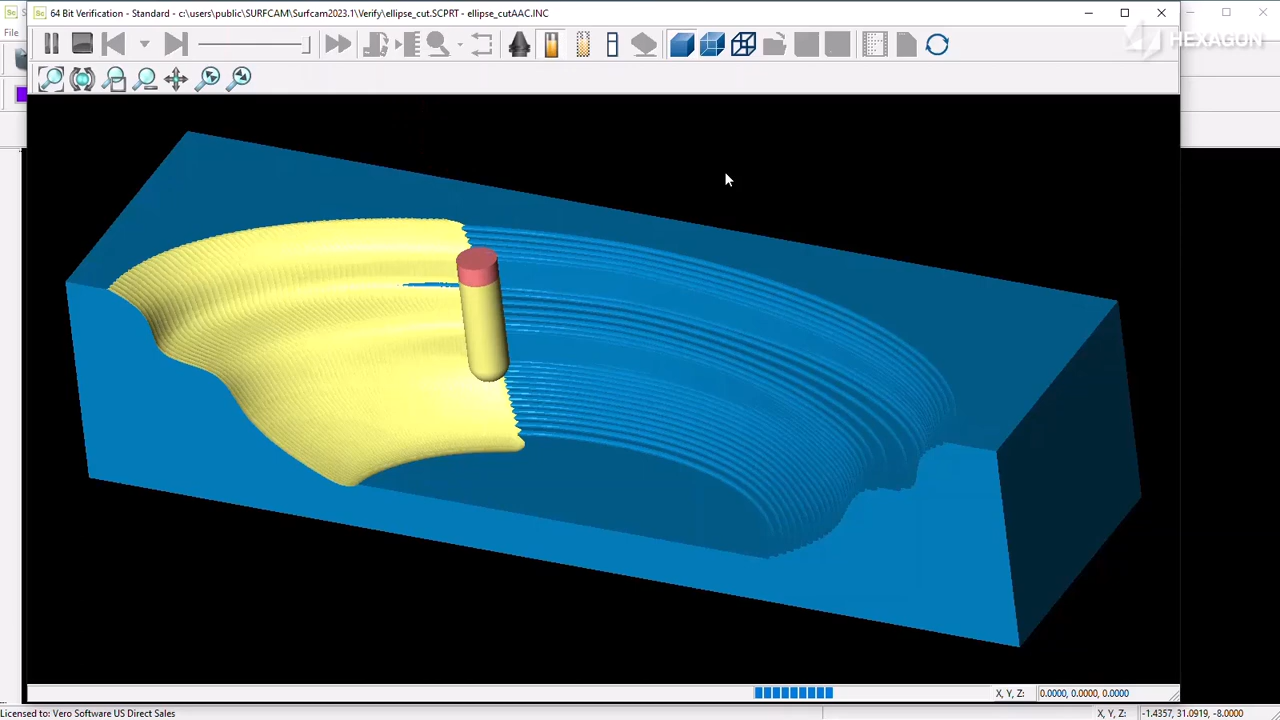 Sc 64 Bit Verification - Standard - c:\users\public\SURFCAM\Surfcam2023.1\Verify\ellipse_cut.SCPRT - ellipse_cutAAC.INC
File
HEXAGON
X, Y, Z: 0.0000, 0.0000, 0.0000
Licensed to: Vero Software US Direct Sales
X, Y, Z: -1.4357, 31.0919, -8.0000